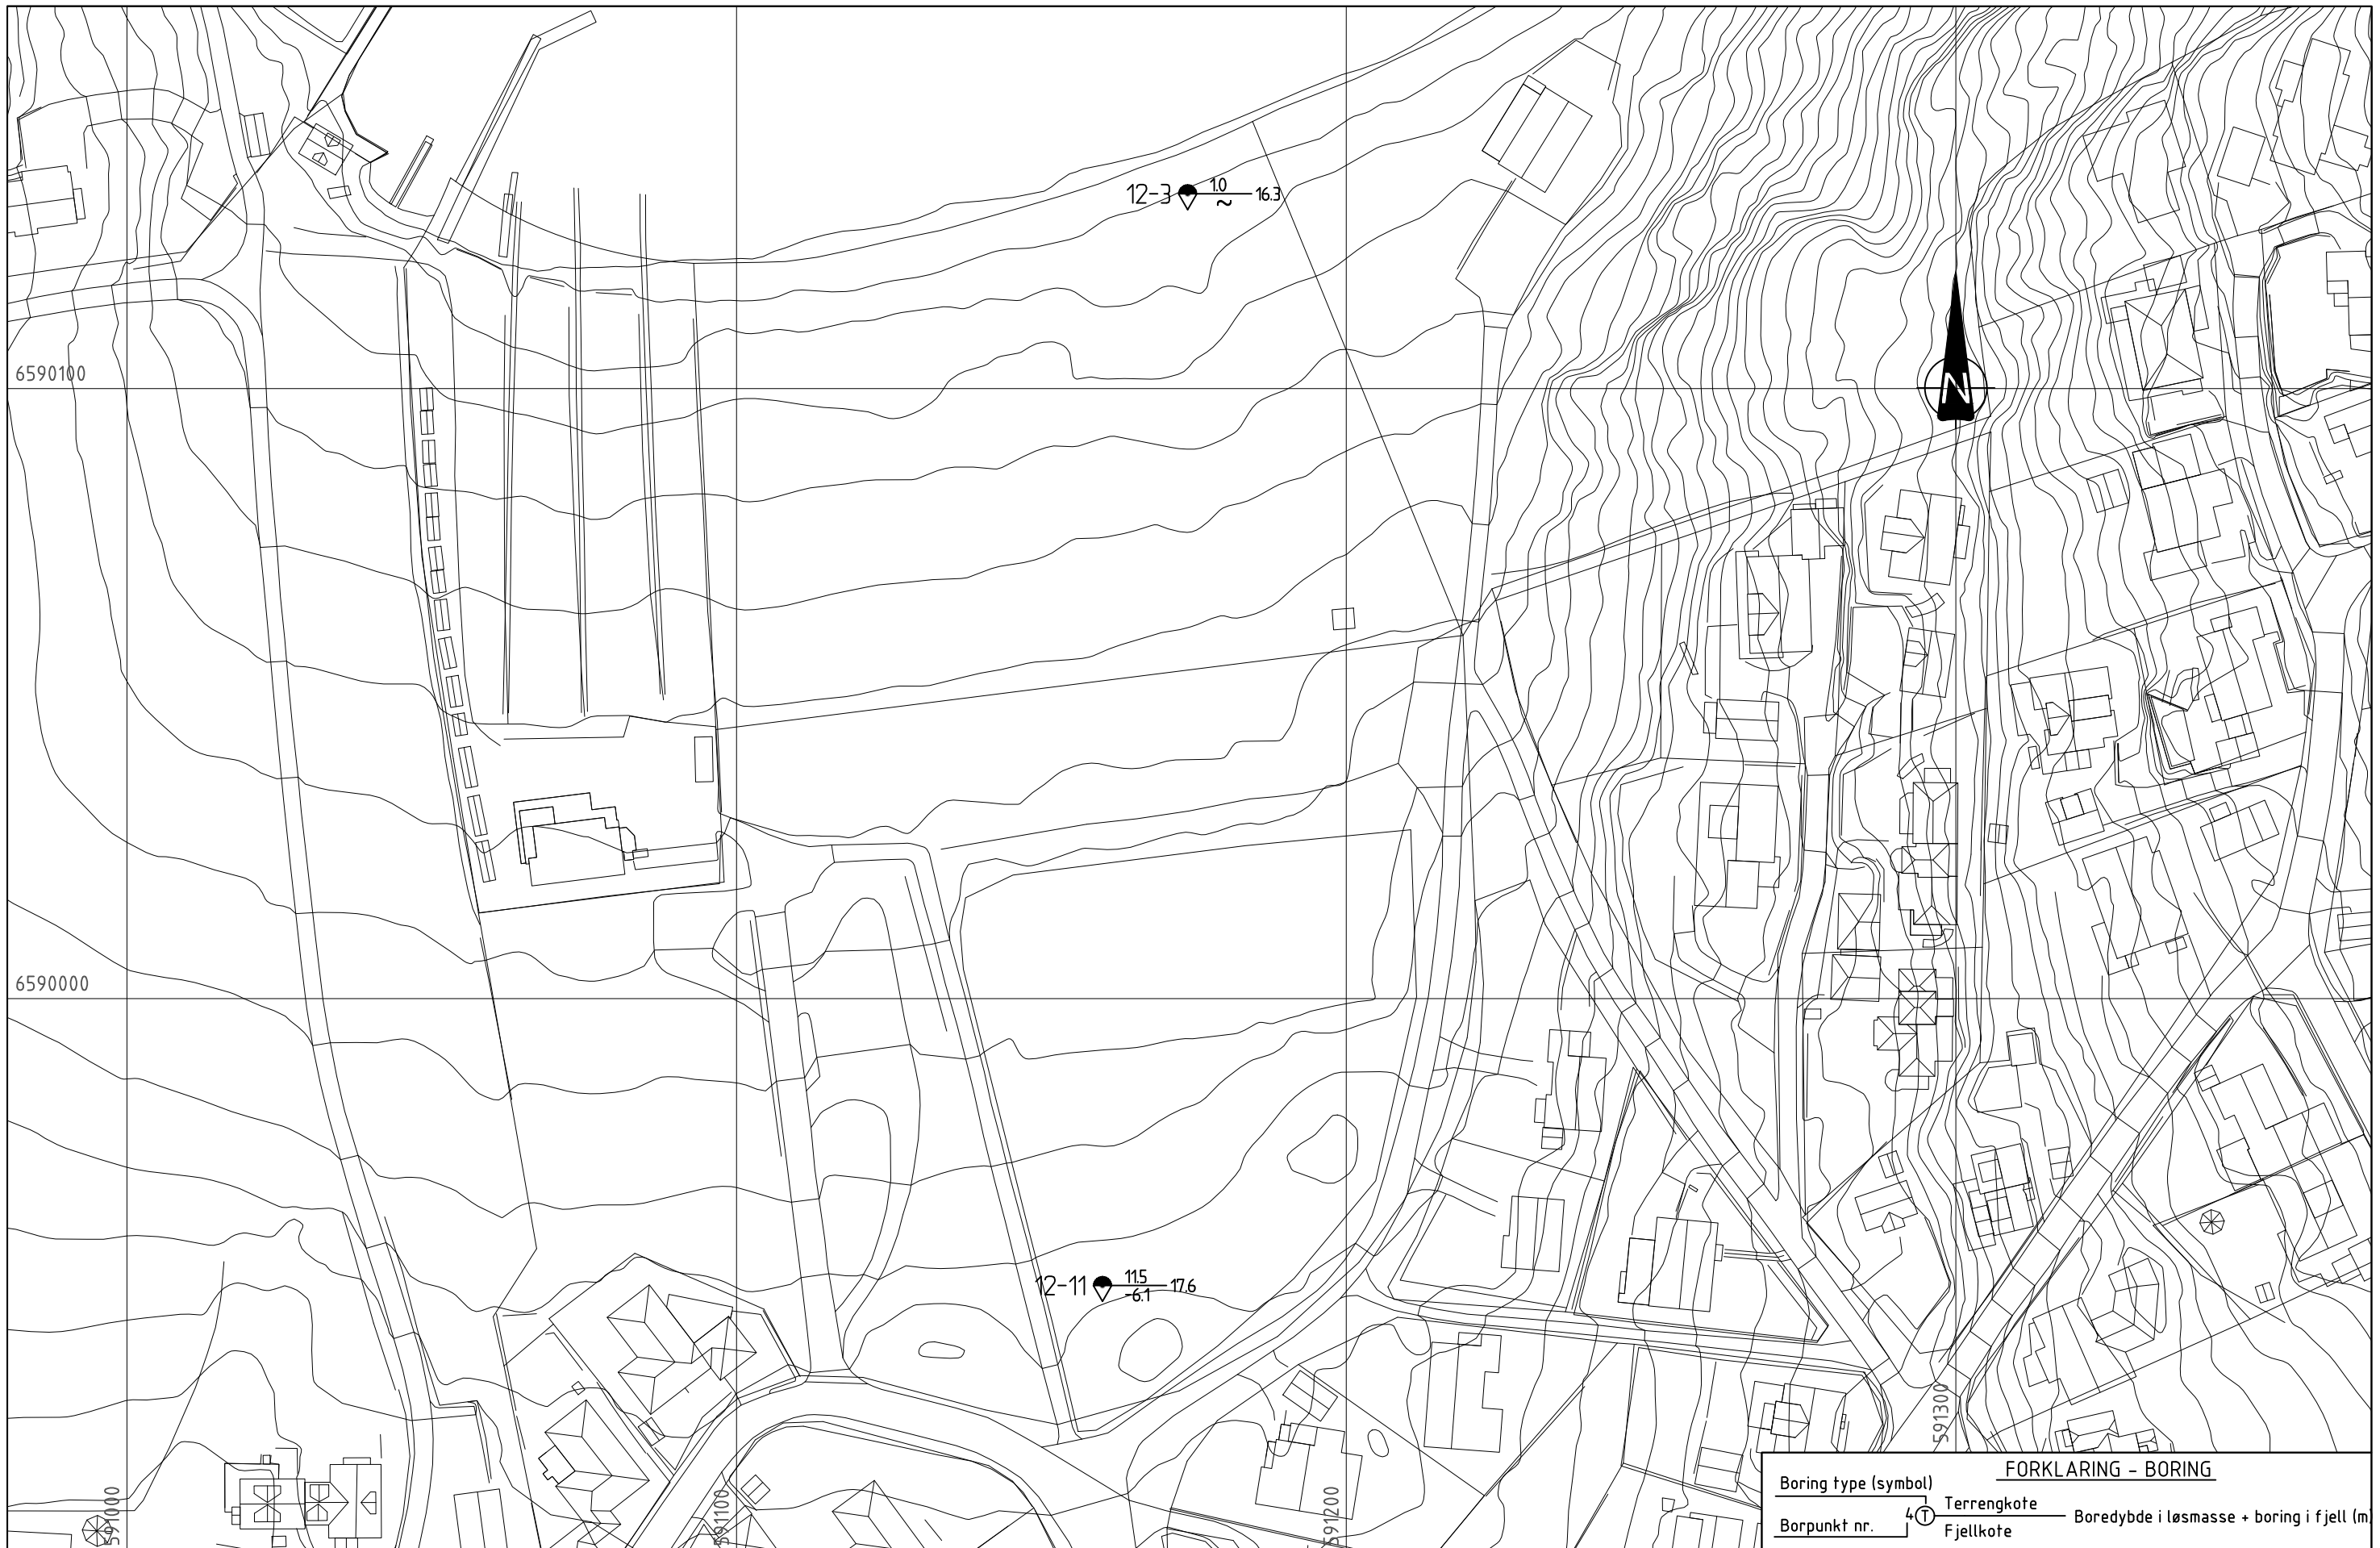 12-3 1.0 ~ 16.3
6590100
N
6590000
12-11 11.5 -6.1 17.6
591000
591100
591200
591300
FORKLARING - BORING
Boring type (symbol)
Borpunkt nr.
4 T
Terrengkote
Fjellkote
Boredybde i løsmasse + boring i fjell (m